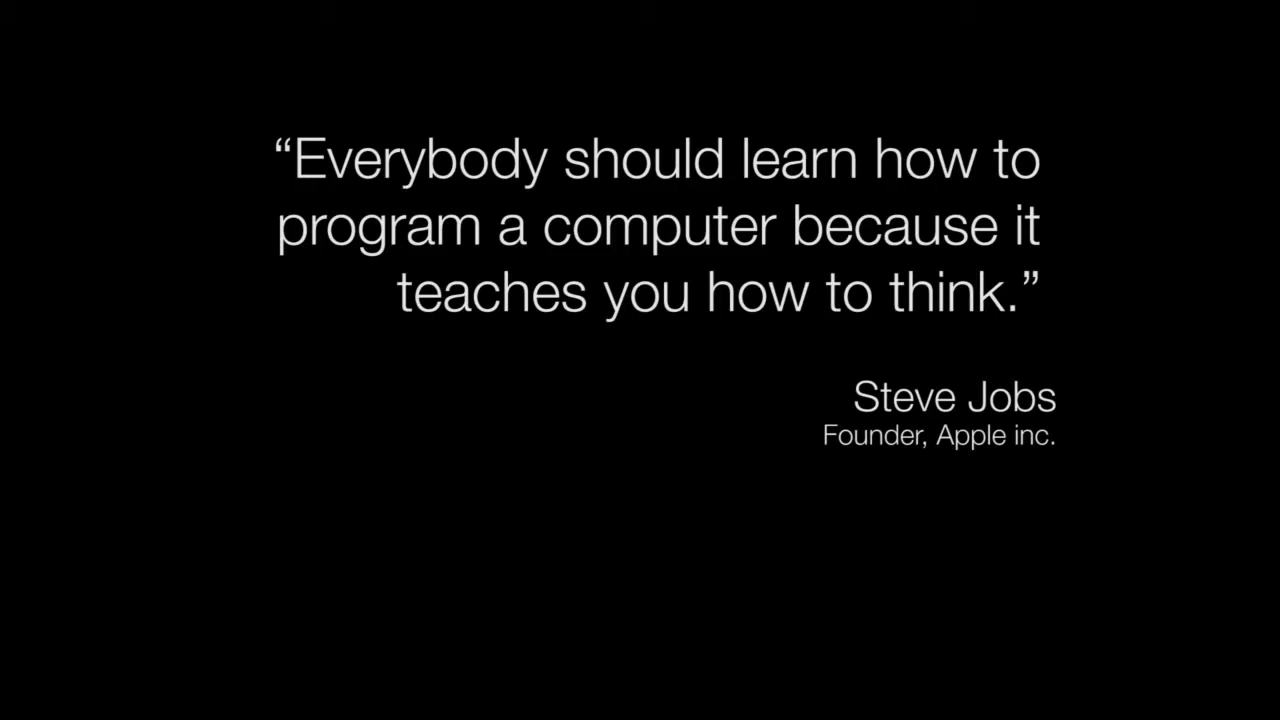 “Everybody should learn how to
program a computer because it
teaches you how to think.”
Steve Jobs
Founder, Apple inc.